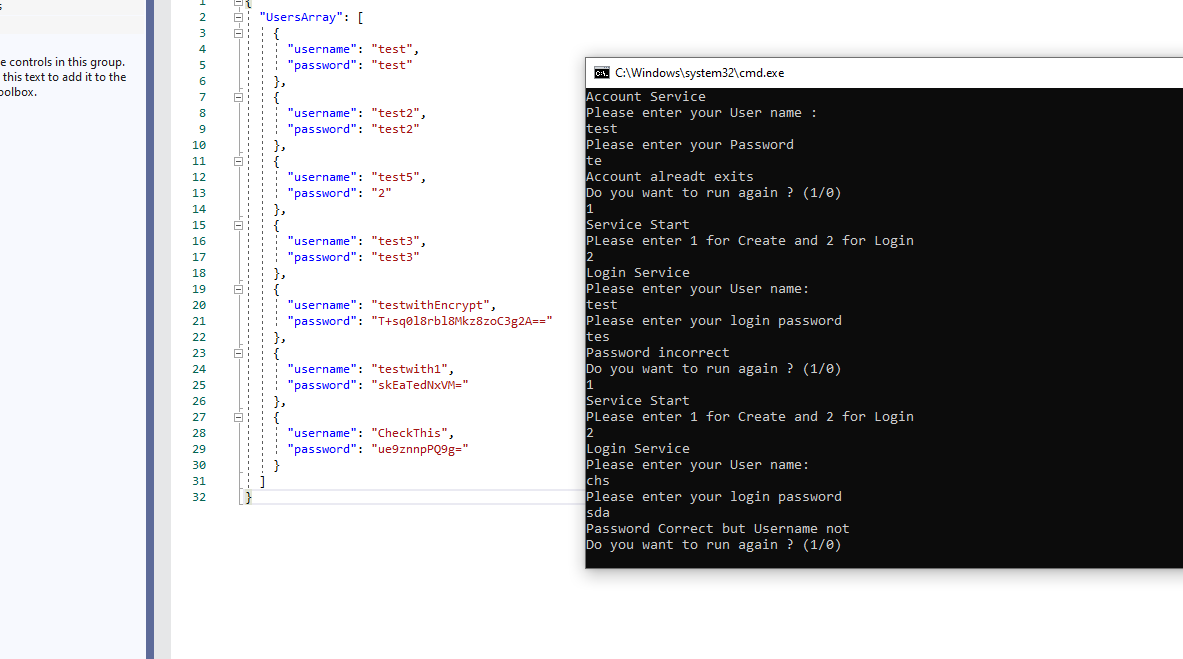 s
e controls in this group.
this text to add it to the
oolbox.
1 {
2 "UsersArray": [
3 {
4 "username": "test",
5 "password": "test"
6 },
7 {
8 "username": "test2",
9 "password": "test2"
10 },
11 {
12 "username": "test5",
13 "password": "2"
14 },
15 {
16 "username": "test3",
17 "password": "test3"
18 },
19 {
20 "username": "testwithEncrypt",
21 "password": "T+sq0l8rbl8Mkz8zoC3g2A=="
22 },
23 {
24 "username": "testwith1",
25 "password": "skEaTedNxVM="
26 },
27 {
28 "username": "CheckThis",
29 "password": "ue9znnpPQ9g="
30 }
31 ]
32 }
C:\Windows\system32\cmd.exe
Account Service
Please enter your User name :
test
Please enter your Password
te
Account alreadt exits
Do you want to run again ? (1/0)
1
Service Start
PLease enter 1 for Create and 2 for Login
2
Login Service
Please enter your User name:
test
Please enter your login password
tes
Password incorrect
Do you want to run again ? (1/0)
1
Service Start
PLease enter 1 for Create and 2 for Login
2
Login Service
Please enter your User name:
chs
Please enter your login password
sda
Password Correct but Username not
Do you want to run again ? (1/0)